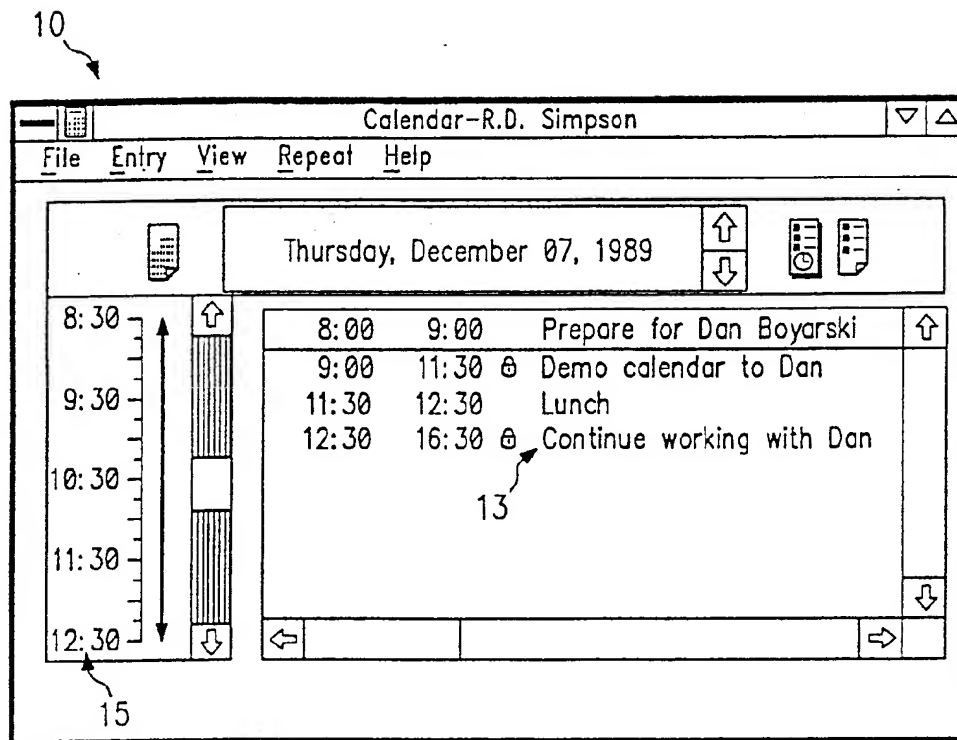 10
Calendar-R.D. Simpson
File Entry View Repeat Help
Thursday, December 07, 1989
8:30
9:30
10:30
11:30
12:30
15
8:00 9:00 Prepare for Dan Boyarski
9:00 11:30 Demo calendar to Dan
11:30 12:30 Lunch
12:30 16:30 Continue working with Dan
13